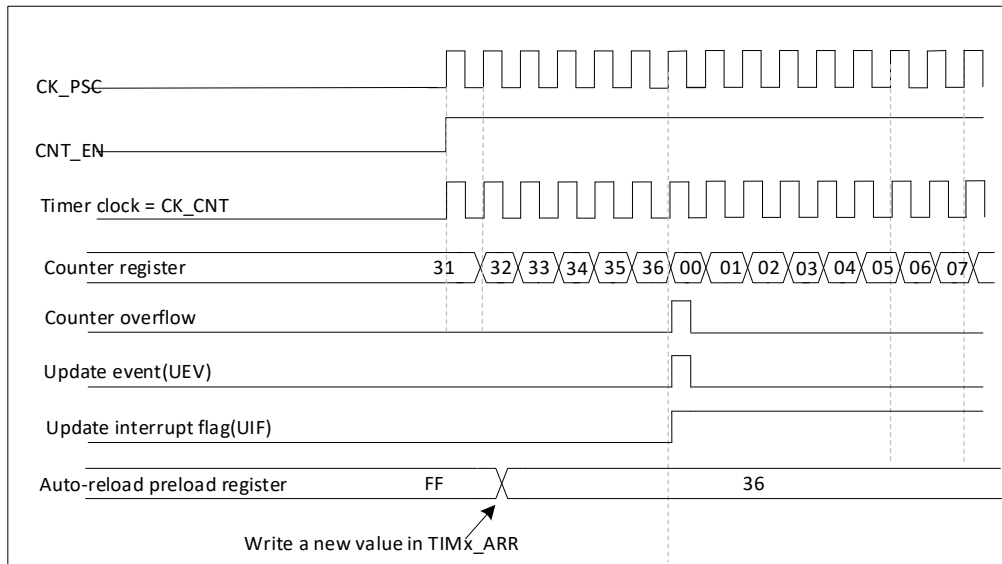 CK_PSC
CNT_EN
Timer clock = CK_CNT
Counter register 31 32 33 34 35 36 00 01 02 03 04 05 06 07
Counter overflow
Update event(UEV)
Update interrupt flag(UIF)
Auto-reload preload register FF 36
Write a new value in TIMx_ARR